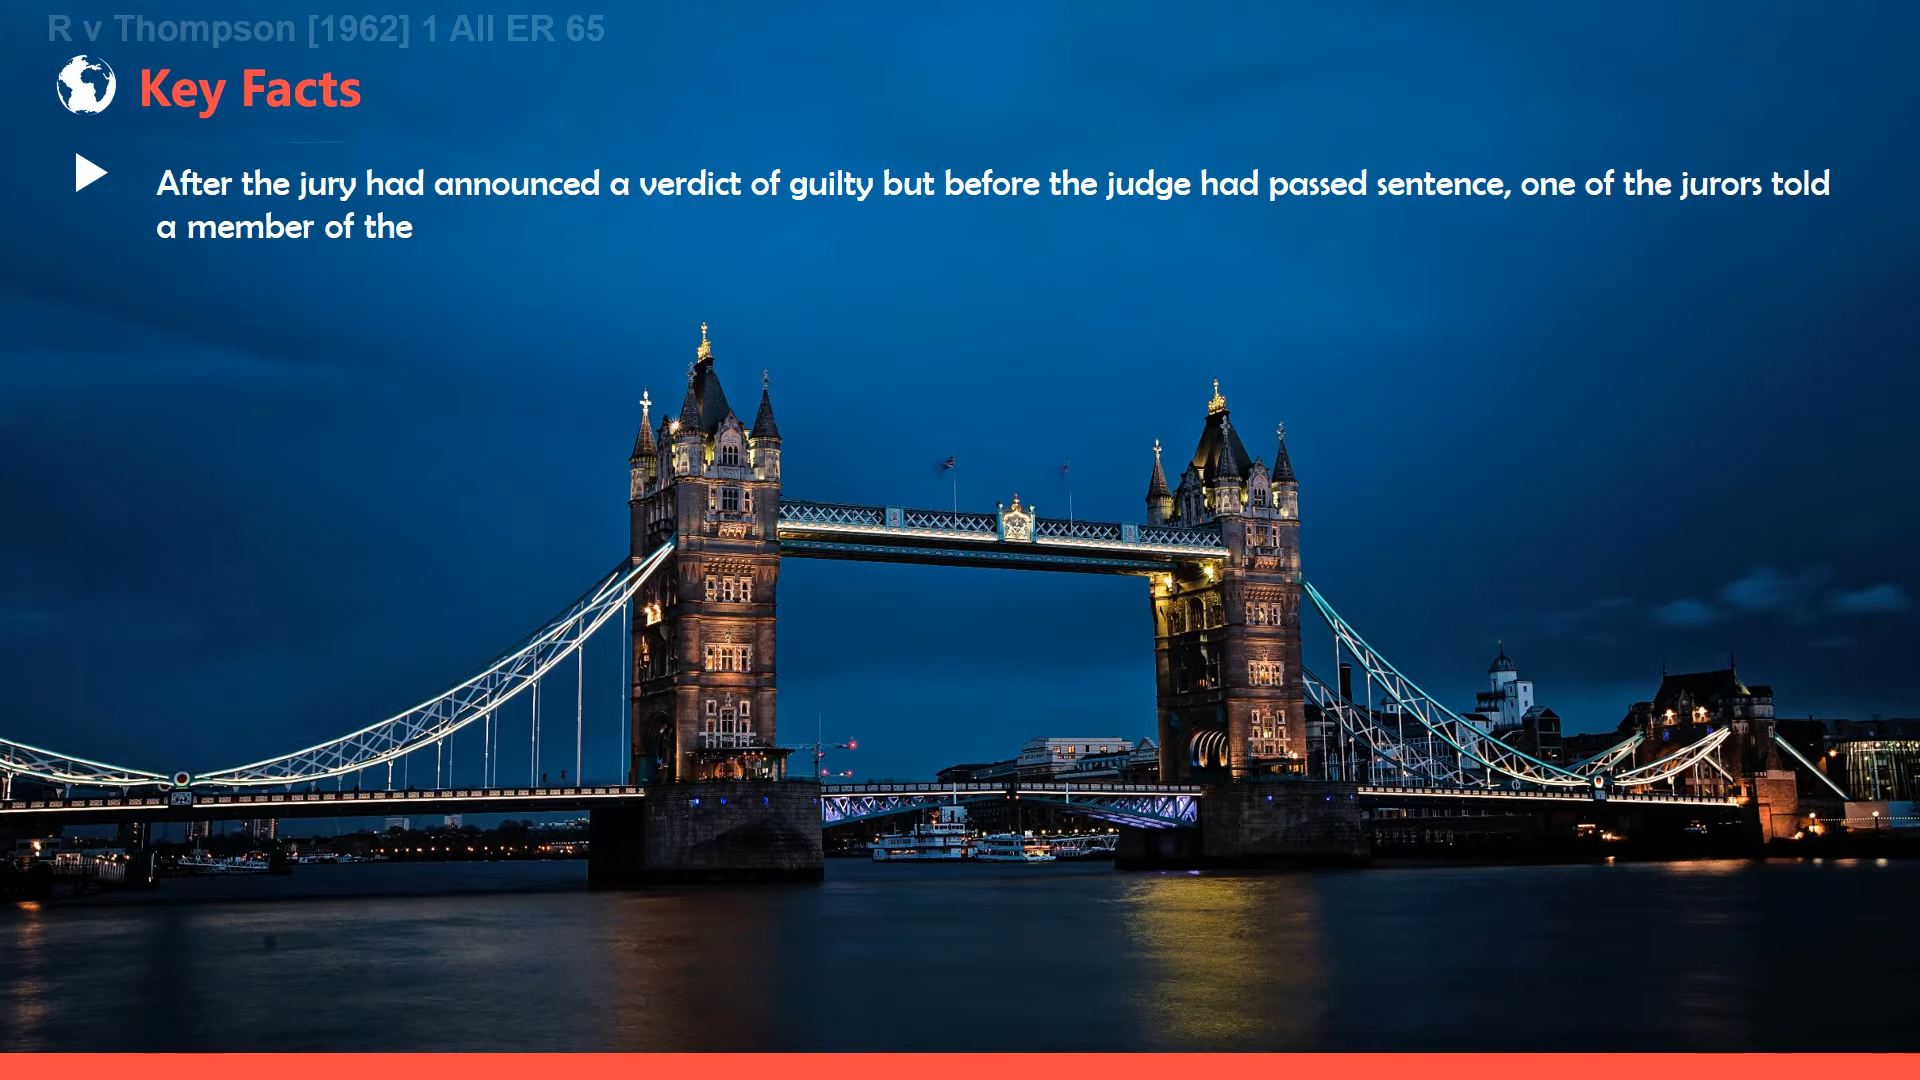 R v Thompson [1962] 1 All ER 65
Key Facts
After the jury had announced a verdict of guilty but before the judge had passed sentence, one of the jurors told
a member of the